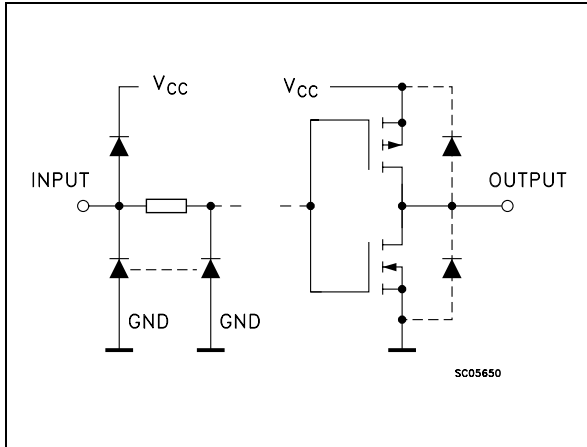 VCC
VCC
INPUT
OUTPUT
GND
GND
SC05650